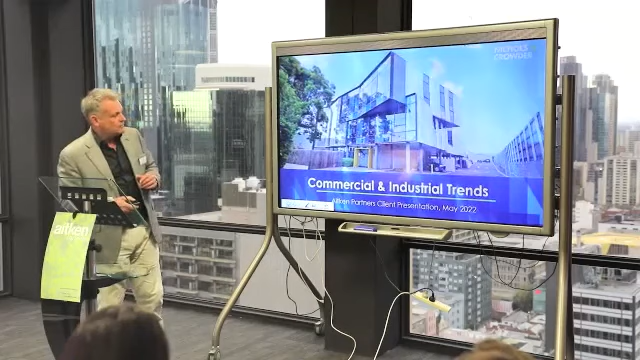 NICHOLS
CROWDER
Commercial & Industrial Trends
Aitken Partners Client Presentation, May 2022
aitken